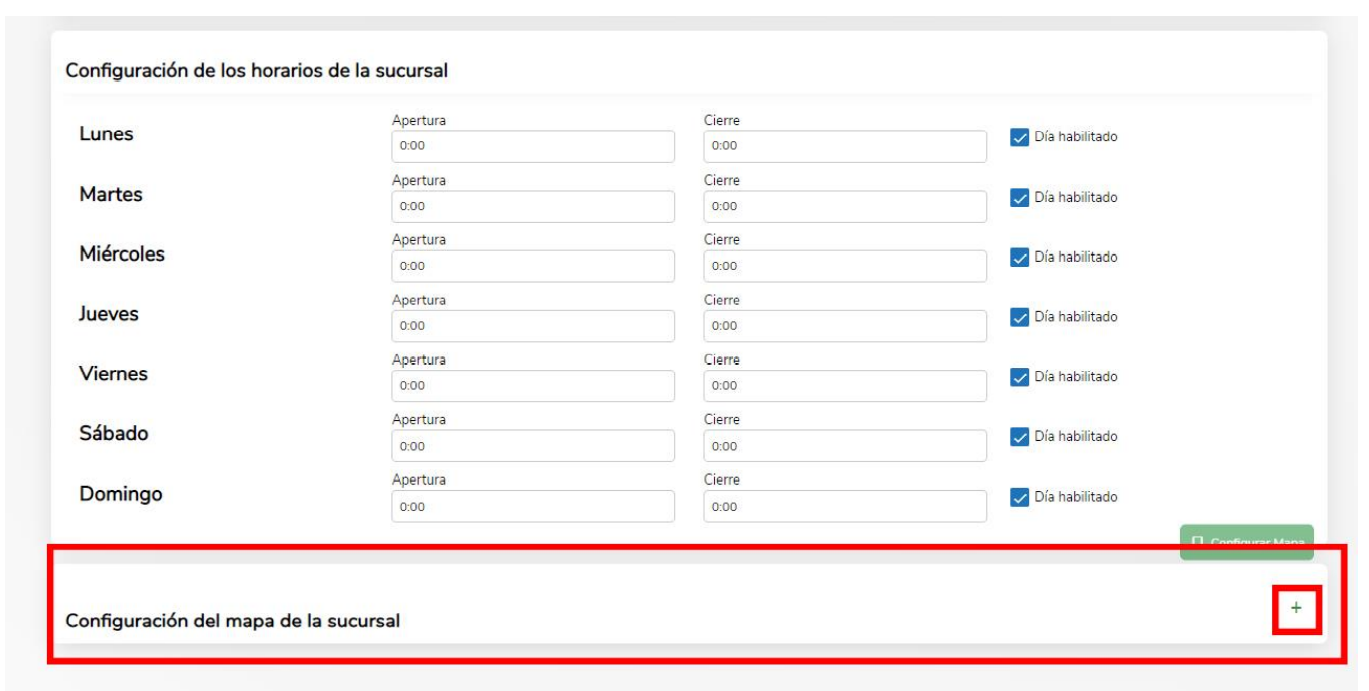 Configuración de los horarios de la sucursal
Apertura Cierre
Lunes 0:00 0:00 Día habilitado
Apertura Cierre
Martes 0:00 0:00 Día habilitado
Apertura Cierre
Miércoles 0:00 0:00 Día habilitado
Apertura Cierre
Jueves 0:00 0:00 Día habilitado
Apertura Cierre
Viernes 0:00 0:00 Día habilitado
Apertura Cierre
Sábado 0:00 0:00 Día habilitado
Apertura Cierre
Domingo 0:00 0:00 Día habilitado
Configurar Mapa
+
Configuración del mapa de la sucursal